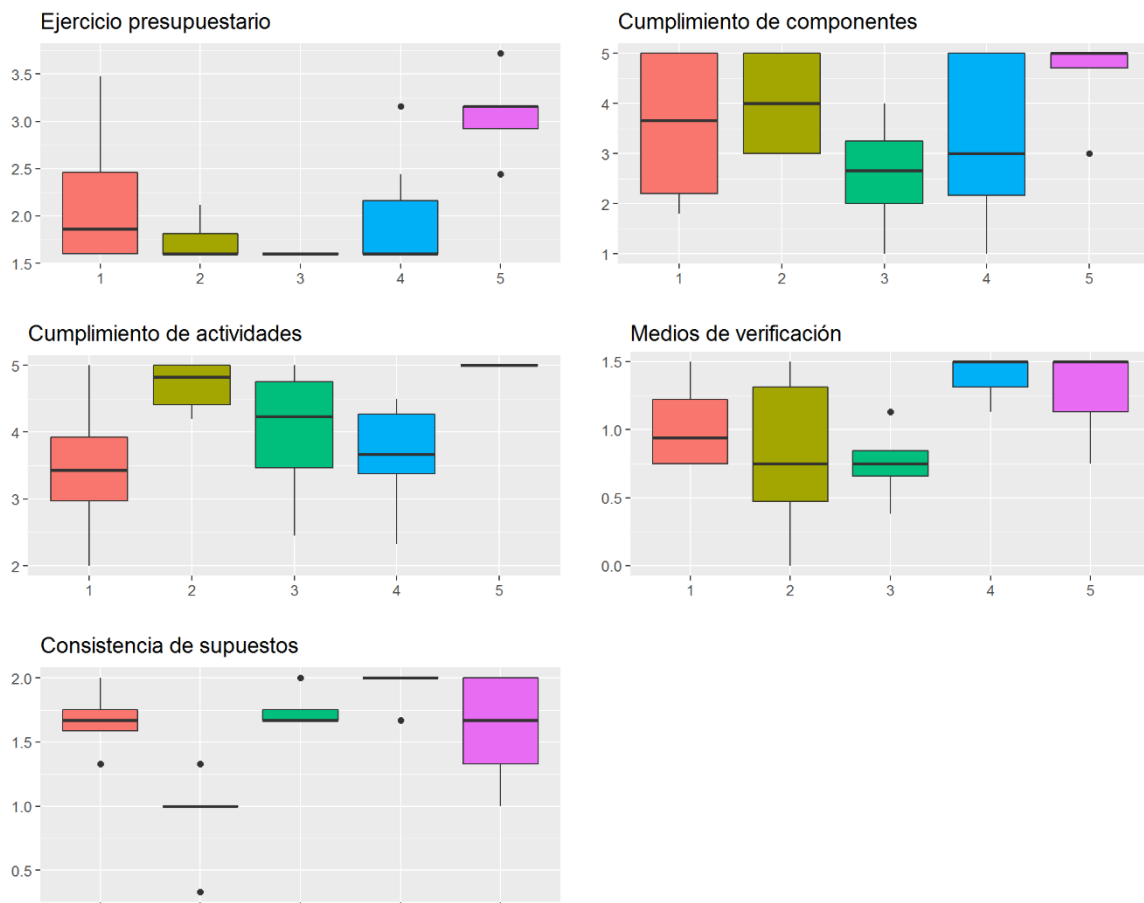 Ejercicio presupuestario
3.5
3.0
2.5
2.0
1.5
1 2 3 4 5
Cumplimiento de componentes
5
4
3
2
1
1 2 3 4 5
Cumplimiento de actividades
5
4
3
2
1 2 3 4 5
Medios de verificación
1.5
1.0
0.5
0.0
1 2 3 4 5
Consistencia de supuestos
2.0
1.5
1.0
0.5